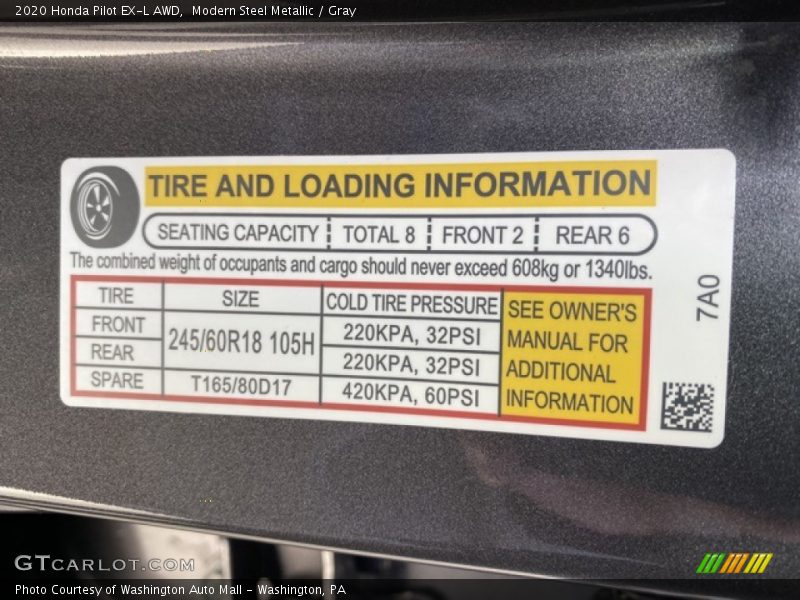 2020 Honda Pilot EX-L AWD,  Modern Steel Metallic / Gray
TIRE AND LOADING INFORMATION
SEATING CAPACITY TOTAL 8 FRONT 2 REAR 6
The combined weight of occupants and cargo should never exceed 608kg or 1340lbs.
TIRE SIZE COLD TIRE PRESSURE
FRONT 245/60R18 105H 220KPA, 32PSI
REAR 220KPA, 32PSI
SPARE T165/80D17 420KPA, 60PSI
SEE OWNER'S
MANUAL FOR
ADDITIONAL
INFORMATION
7A0
GTCARLOT.COM
Photo Courtesy of Washington Auto Mall - Washington, PA